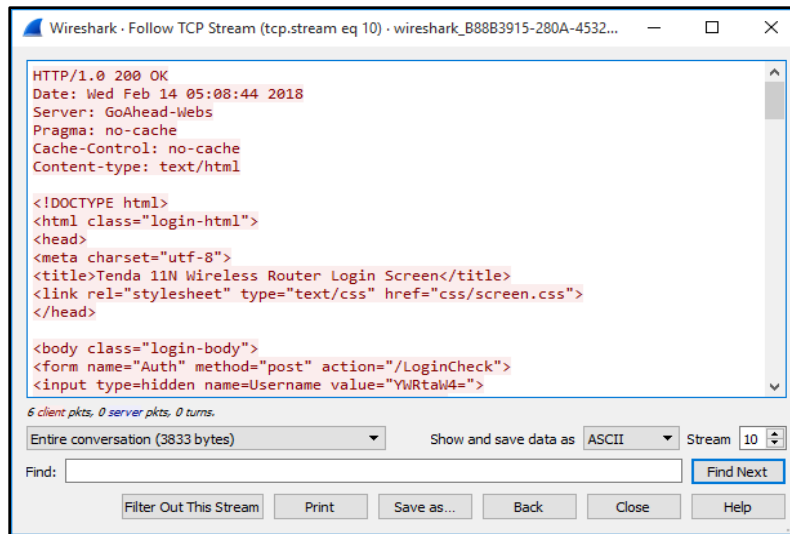 Wireshark · Follow TCP Stream (tcp.stream eq 10) · wireshark_B88B3915-280A-4532...
HTTP/1.0 200 OK
Date: Wed Feb 14 05:08:44 2018
Server: GoAhead-Webs
Pragma: no-cache
Cache-Control: no-cache
Content-type: text/html
<!DOCTYPE html>
<html class="login-html">
<head>
<meta charset="utf-8">
<title>Tenda 11N Wireless Router Login Screen</title>
<link rel="stylesheet" type="text/css" href="css/screen.css">
</head>
<body class="login-body">
<form name="Auth" method="post" action="/LoginCheck">
<input type=hidden name=Username value="YWRtaW4=">
6 client pkts, 0 server pkts, 0 turns.
Entire conversation (3833 bytes) Show and save data as ASCII Stream 10
Find: Find Next
Filter Out This Stream Print Save as... Back Close Help